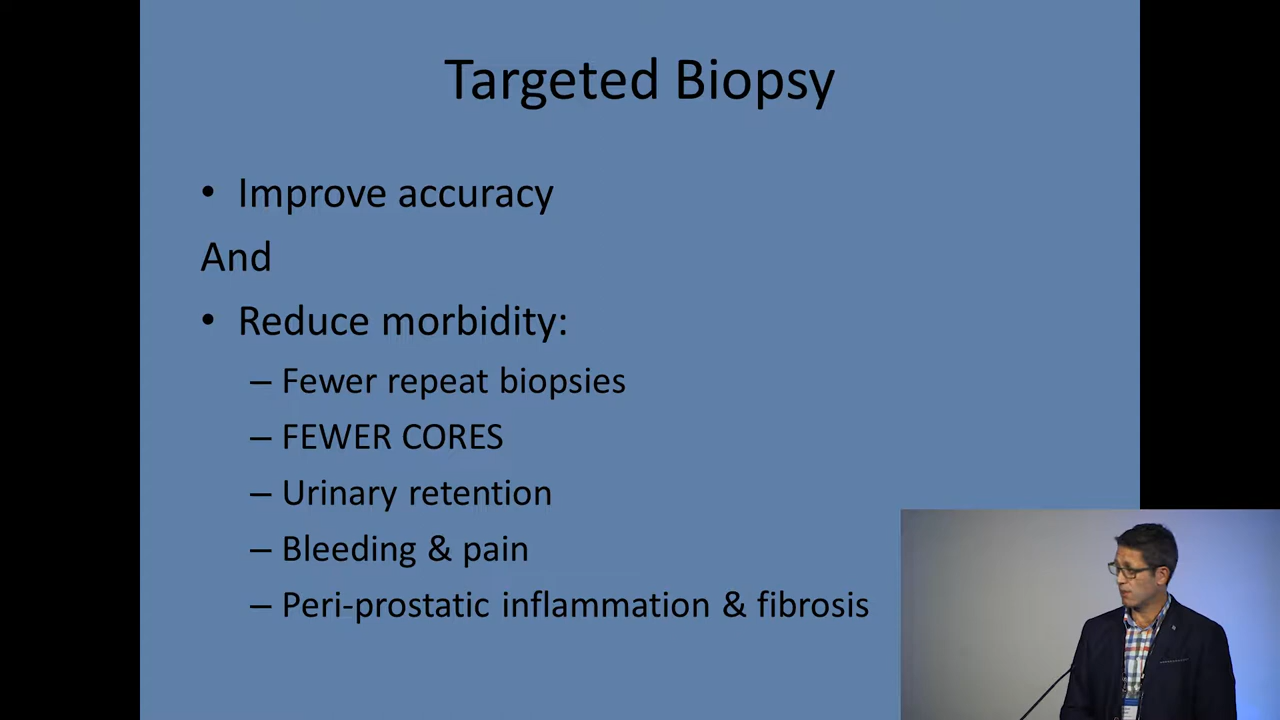 Targeted Biopsy
• Improve accuracy
And
• Reduce morbidity:
– Fewer repeat biopsies
– FEWER CORES
– Urinary retention
– Bleeding & pain
– Peri-prostatic inflammation & fibrosis